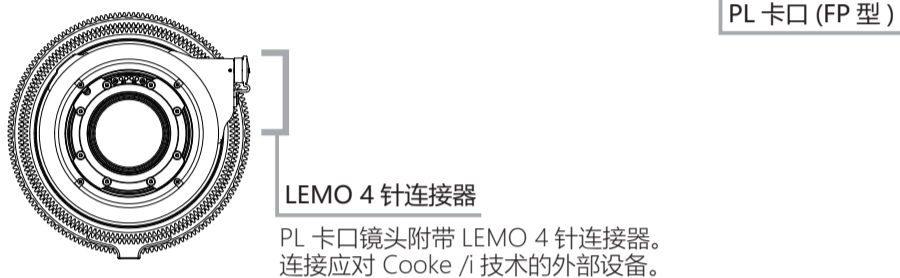 PL 卡口 (FP 型 )
LEMO 4 针连接器
PL 卡口镜头附带 LEMO 4 针连接器。
连接应对 Cooke /i 技术的外部设备。